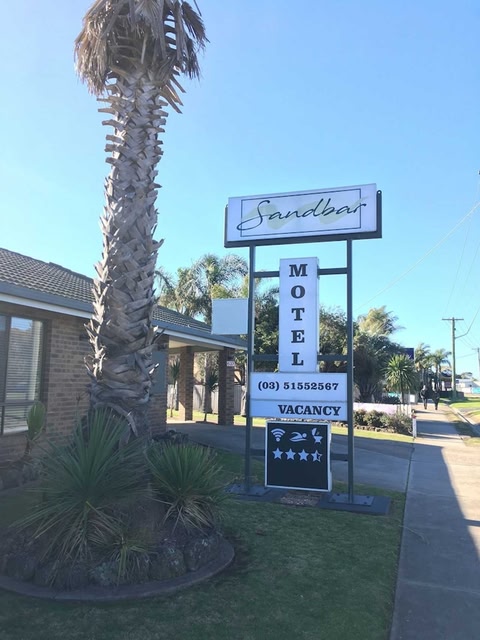 Sandbar
MOTEL
(03) 51552567
VACANCY